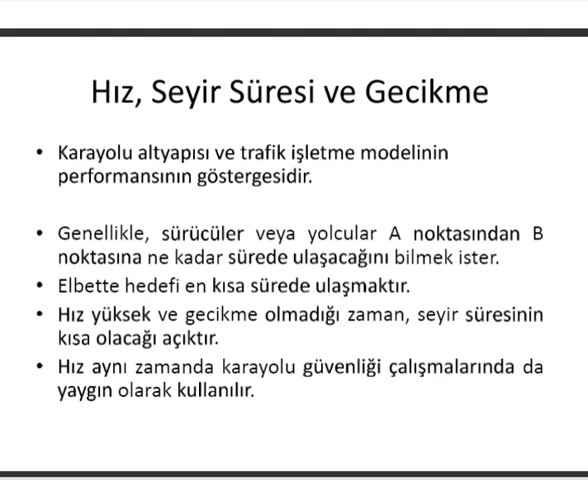 Hız, Seyir Süresi ve Gecikme
• Karayolu altyapısı ve trafik işletme modelinin
performansının göstergesidir.
• Genellikle, sürücüler veya yolcular A noktasından B
noktasına ne kadar sürede ulaşacağını bilmek ister.
• Elbette hedefi en kısa sürede ulaşmaktır.
• Hız yüksek ve gecikme olmadığı zaman, seyir süresinin
kısa olacağı açıktır.
• Hız aynı zamanda karayolu güvenliği çalışmalarında da
yaygın olarak kullanılır.